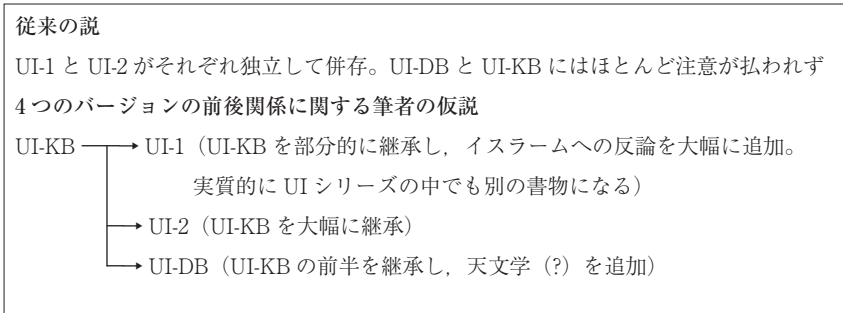 従来の説
UI-1 と UI-2 がそれぞれ独立して併存。UI-DB と UI-KB にはほとんど注意が払われず
4 つのバージョンの前後関係に関する筆者の仮説
UI-KB → UI-1（UI-KB を部分的に継承し，イスラームへの反論を大幅に追加。
実質的に UI シリーズの中でも別の書物になる）
→ UI-2（UI-KB を大幅に継承）
→ UI-DB（UI-KB の前半を継承し，天文学（?）を追加）